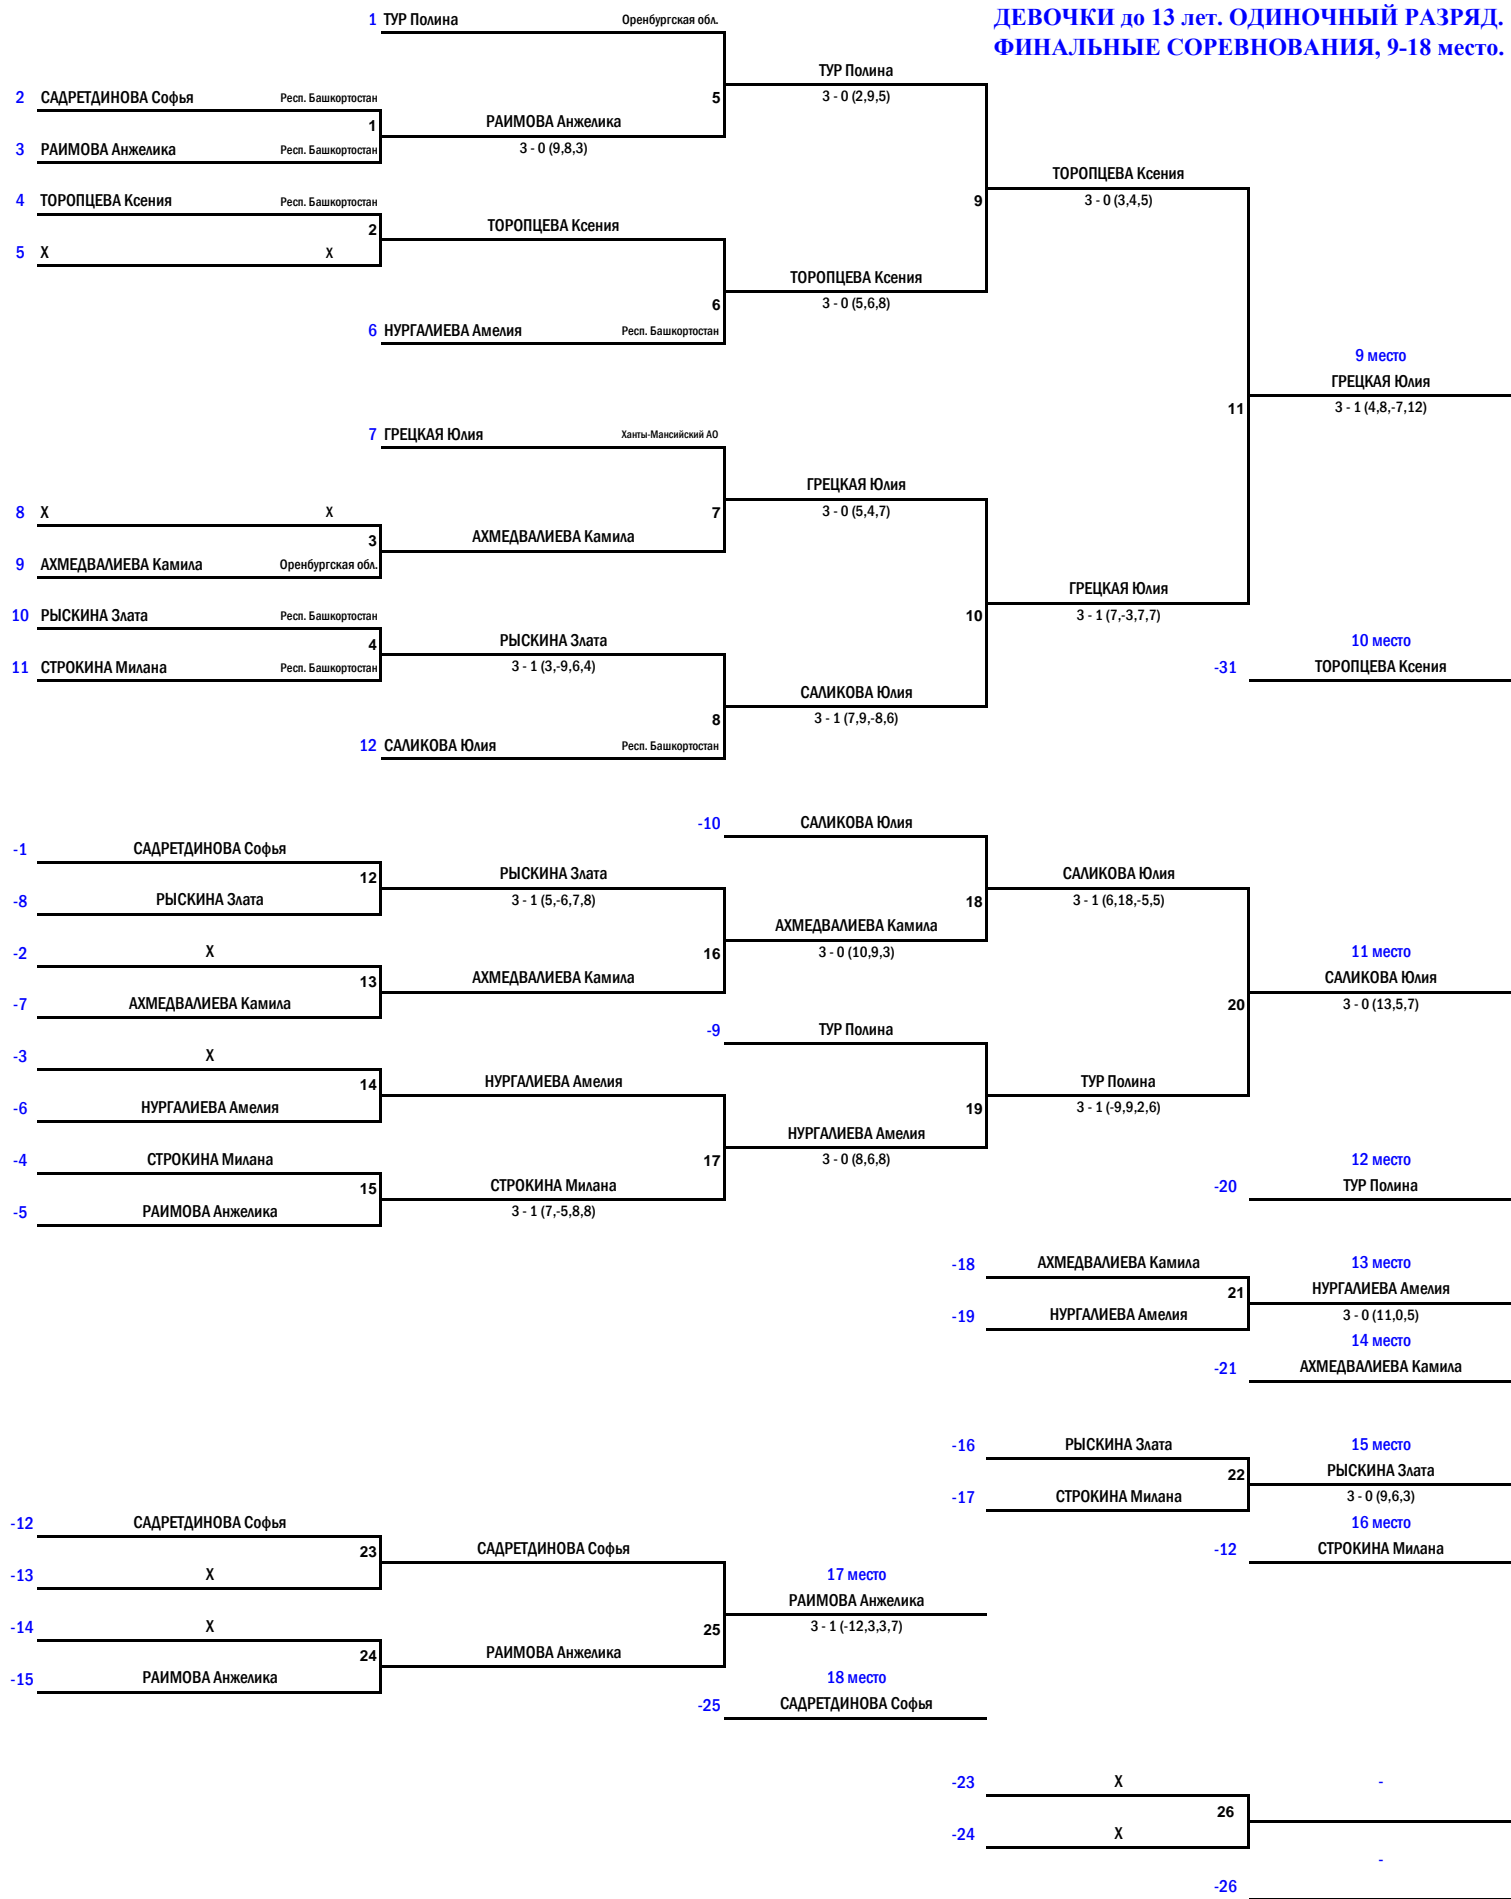 ДЕВОЧКИ до 13 лет. ОДИНОЧНЫЙ РАЗРЯД.
ФИНАЛЬНЫЕ СОРЕВНОВАНИЯ, 9-18 место.
1 ТУР Полина Оренбургская обл.
ТУР Полина
2 САДРЕТДИНОВА Софья Респ. Башкортостан
5
3 - 0 (2,9,5)
1
РАИМОВА Анжелика
3 РАИМОВА Анжелика Респ. Башкортостан
3 - 0 (9,8,3)
ТОРОПЦЕВА Ксения
4 ТОРОПЦЕВА Ксения Респ. Башкортостан
9
3 - 0 (3,4,5)
2
ТОРОПЦЕВА Ксения
5 Х Х
ТОРОПЦЕВА Ксения
6
3 - 0 (5,6,8)
6 НУРГАЛИЕВА Амелия Респ. Башкортостан
9 место
ГРЕЦКАЯ Юлия
11
3 - 1 (4,8,-7,12)
7 ГРЕЦКАЯ Юлия Ханты-Мансийский АО
ГРЕЦКАЯ Юлия
8 Х Х
7
3 - 0 (5,4,7)
3
АХМЕДВАЛИЕВА Камила
9 АХМЕДВАЛИЕВА Камила Оренбургская обл.
ГРЕЦКАЯ Юлия
10 РЫСКИНА Злата Респ. Башкортостан
10
3 - 1 (7,-3,7,7)
4
РЫСКИНА Злата
10 место
11 СТРОКИНА Милана Респ. Башкортостан
3 - 1 (3,-9,6,4)
-31 ТОРОПЦЕВА Ксения
САЛИКОВА Юлия
8
3 - 1 (7,9,-8,6)
12 САЛИКОВА Юлия Респ. Башкортостан
-10 САЛИКОВА Юлия
-1 САДРЕТДИНОВА Софья
12
РЫСКИНА Злата
САЛИКОВА Юлия
-8 РЫСКИНА Злата
3 - 1 (5,-6,7,8)
18
3 - 1 (6,18,-5,5)
АХМЕДВАЛИЕВА Камила
-2 Х
16
3 - 0 (10,9,3)
11 место
13
АХМЕДВАЛИЕВА Камила
САЛИКОВА Юлия
-7 АХМЕДВАЛИЕВА Камила
20
3 - 0 (13,5,7)
-9 ТУР Полина
-3 Х
14
НУРГАЛИЕВА Амелия
ТУР Полина
-6 НУРГАЛИЕВА Амелия
19
3 - 1 (-9,9,2,6)
НУРГАЛИЕВА Амелия
-4 СТРОКИНА Милана
17
3 - 0 (8,6,8)
12 место
15
СТРОКИНА Милана
-20 ТУР Полина
-5 РАИМОВА Анжелика
3 - 1 (7,-5,8,8)
-18 АХМЕДВАЛИЕВА Камила
13 место
21
НУРГАЛИЕВА Амелия
-19 НУРГАЛИЕВА Амелия
3 - 0 (11,0,5)
14 место
-21 АХМЕДВАЛИЕВА Камила
-16 РЫСКИНА Злата
15 место
22
РЫСКИНА Злата
-17 СТРОКИНА Милана
3 - 0 (9,6,3)
-12 САДРЕТДИНОВА Софья
16 место
23
САДРЕТДИНОВА Софья
-12 СТРОКИНА Милана
-13 Х
17 место
РАИМОВА Анжелика
-14 Х
25
3 - 1 (-12,3,3,7)
24
РАИМОВА Анжелика
-15 РАИМОВА Анжелика
18 место
-25 САДРЕТДИНОВА Софья
-23 Х
-
26
-24 Х
-
-26